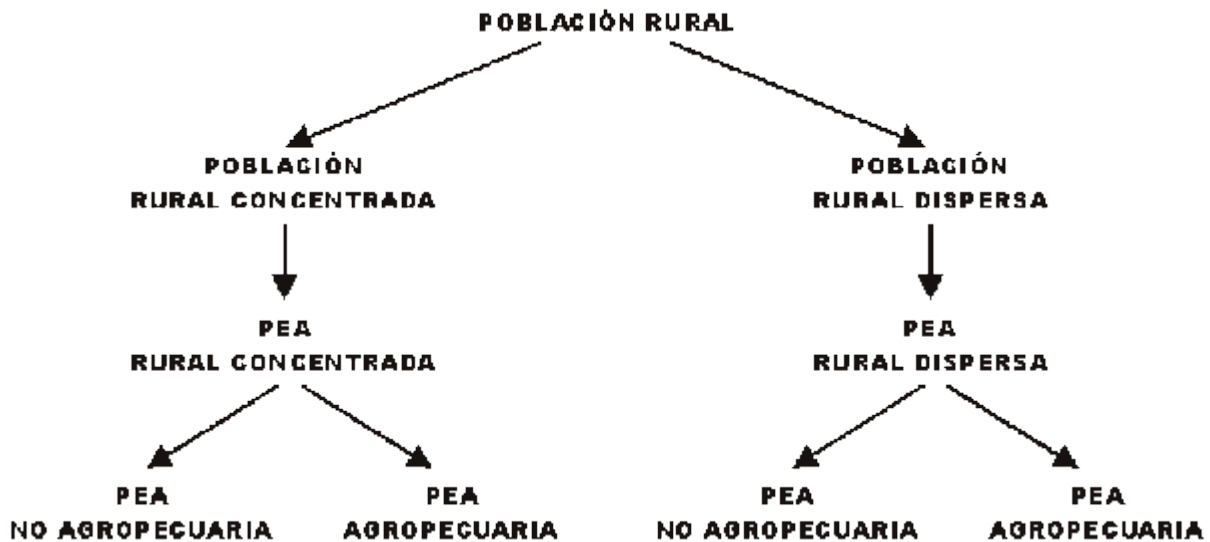 POBLACIÓN RURAL
POBLACIÓN
RURAL CONCENTRADA
POBLACIÓN
RURAL DISPERSA
PEA
RURAL CONCENTRADA
PEA
RURAL DISPERSA
PEA
NO AGROPECUARIA
PEA
AGROPECUARIA
PEA
NO AGROPECUARIA
PEA
AGROPECUARIA